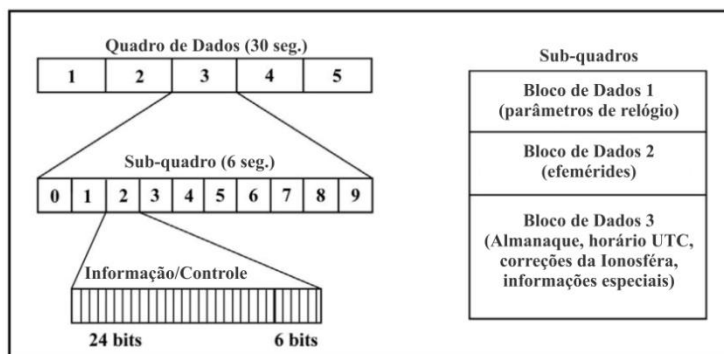 Quadro de Dados (30 seg.)
1 2 3 4 5
Sub-quadro (6 seg.)
0 1 2 3 4 5 6 7 8 9
Informação/Controle
24 bits 6 bits
Sub-quadros
Bloco de Dados 1
(parâmetros de relógio)
Bloco de Dados 2
(efemérides)
Bloco de Dados 3
(Almanaque, horário UTC,
correções da Ionosféra,
informações especiais)